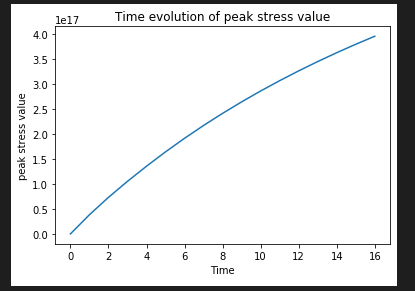 Time evolution of peak stress value
1e17
4.0
3.5
3.0
2.5
2.0
1.5
1.0
0.5
0.0
peak stress value
0 2 4 6 8 10 12 14 16
Time